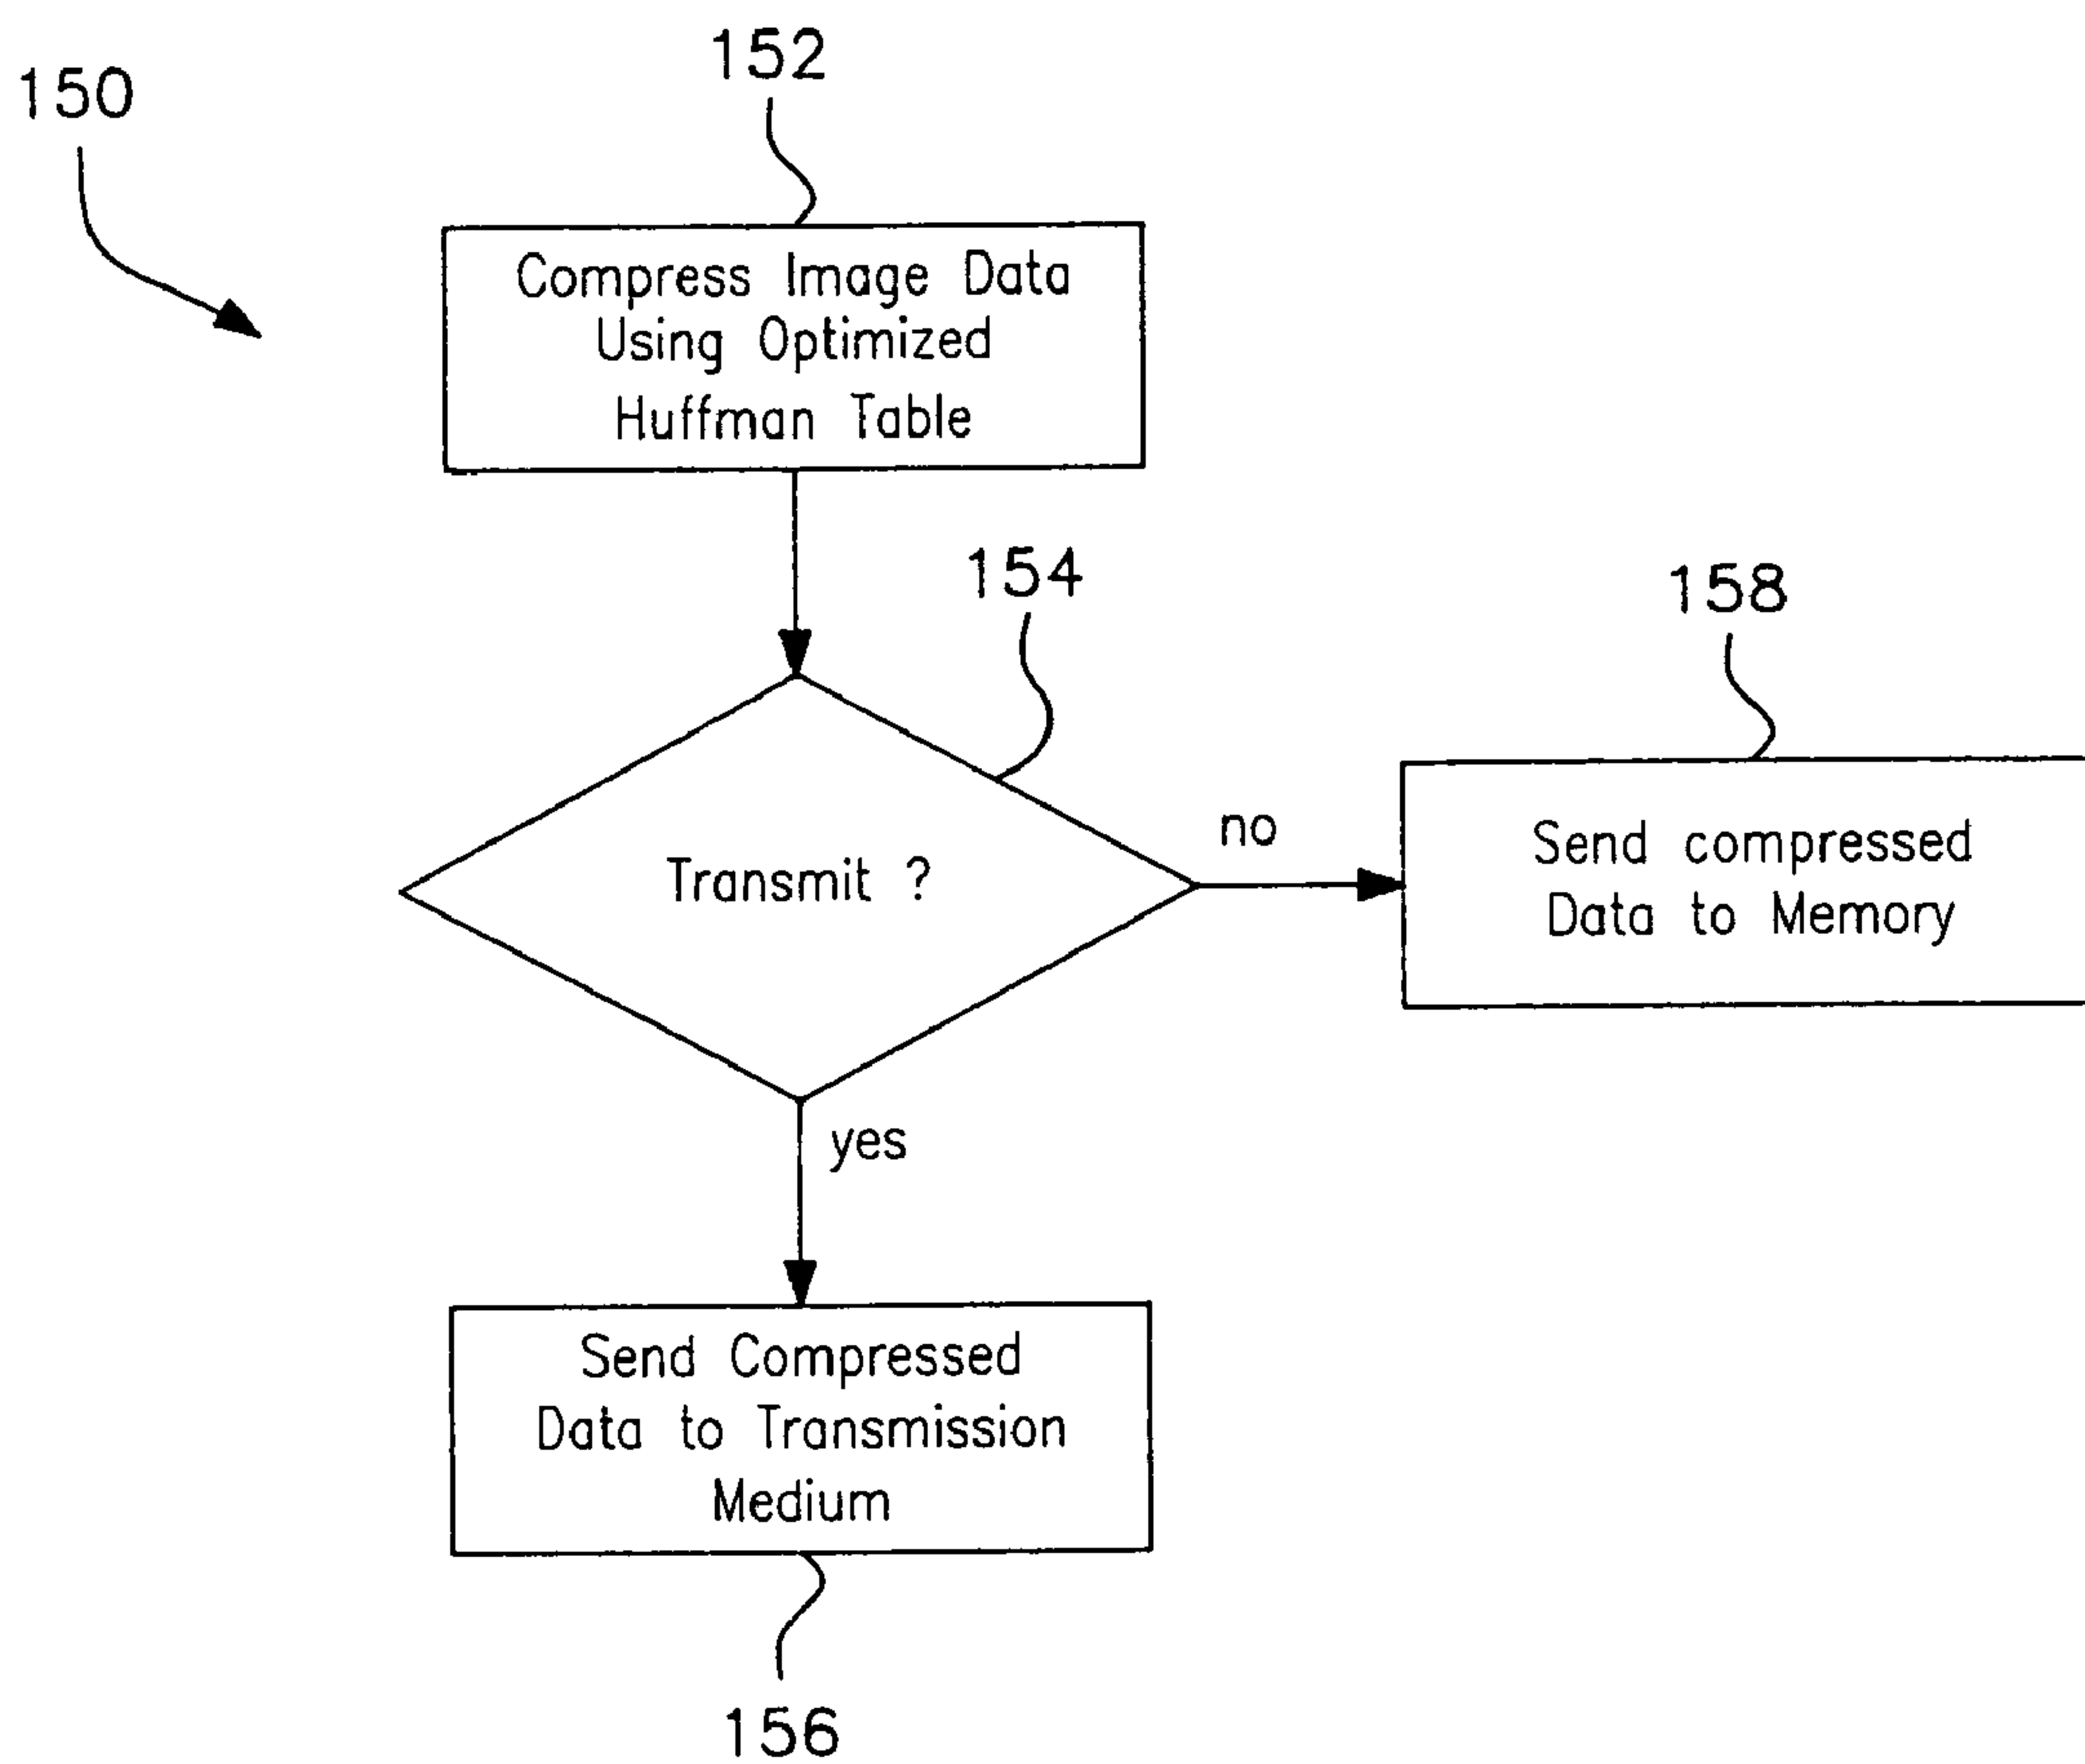 152
150
Compress Image Data
Using Optimized
Huffman Table
154
158
Transmit ?
no
Send compressed
Data to Memory
yes
Send Compressed
Data to Transmission
Medium
156